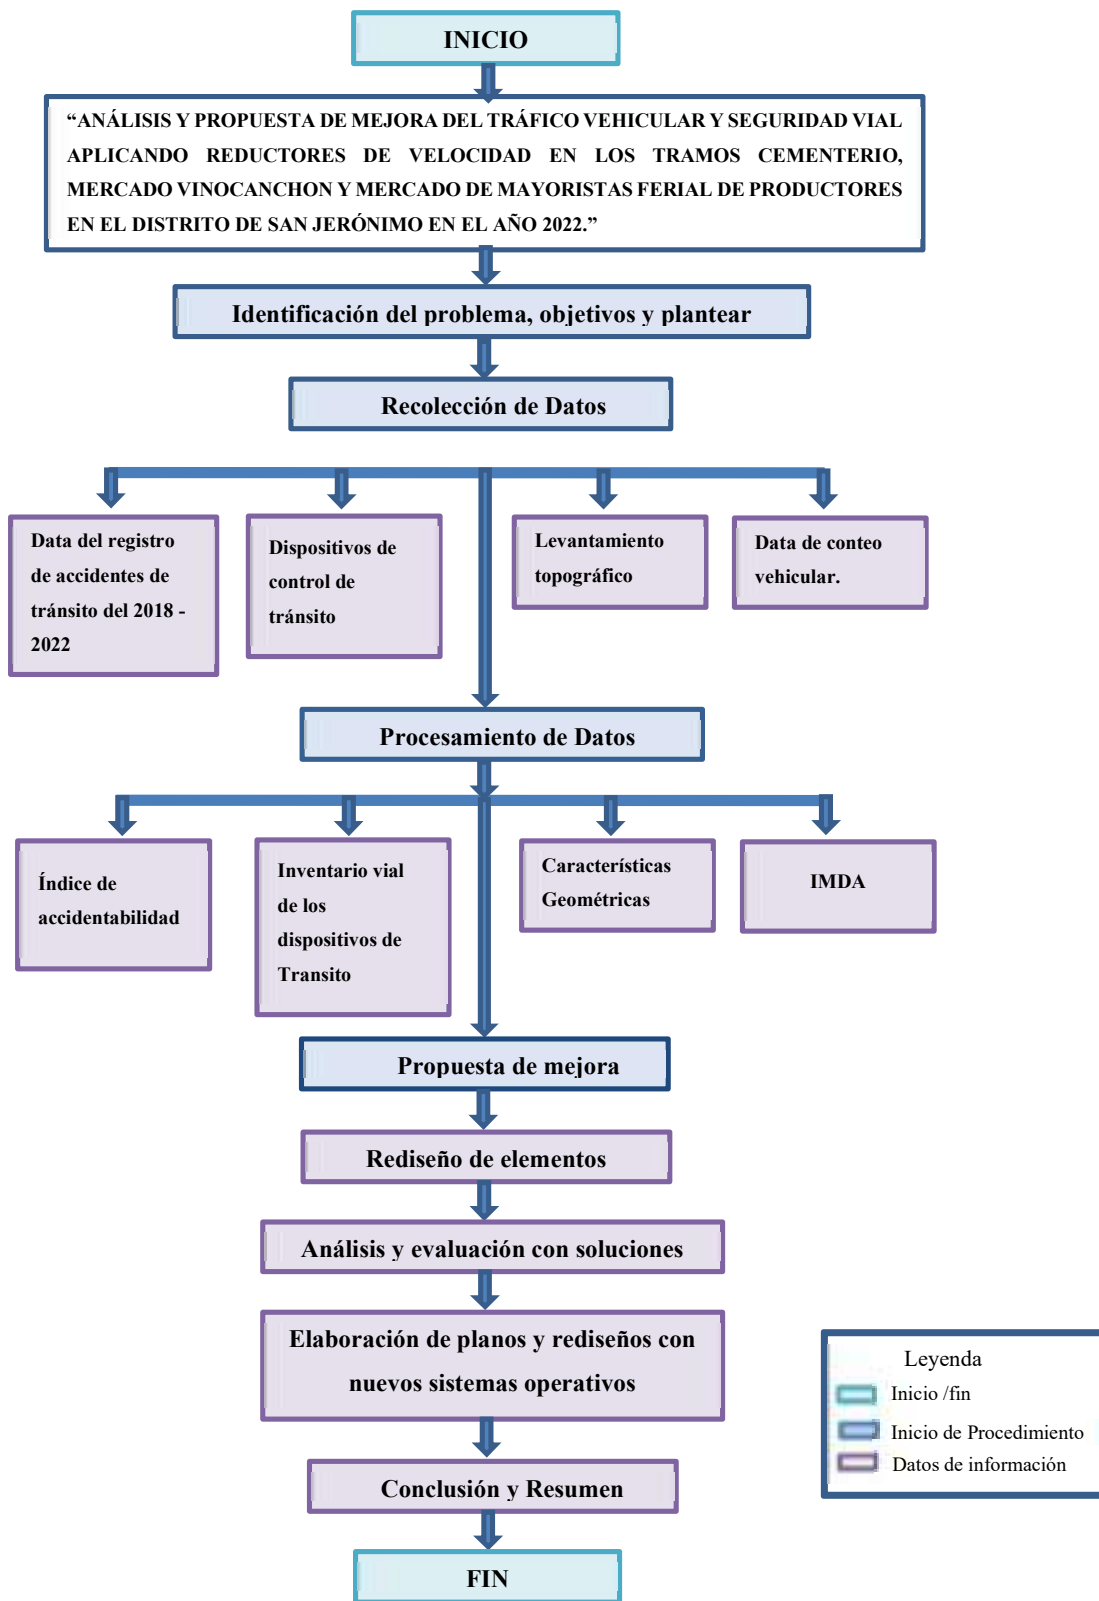 INICIO
“ANÁLISIS Y PROPUESTA DE MEJORA DEL TRÁFICO VEHICULAR Y SEGURIDAD VIAL
APLICANDO REDUCTORES DE VELOCIDAD EN LOS TRAMOS CEMENTERIO,
MERCADO VINOCANCHON Y MERCADO DE MAYORISTAS FERIAL DE PRODUCTORES
EN EL DISTRITO DE SAN JERÓNIMO EN EL AÑO 2022.”
Identificación del problema, objetivos y plantear
Recolección de Datos
Data del registro
de accidentes de
tránsito del 2018 -
2022
Dispositivos de
control de
tránsito
Levantamiento
topográfico
Data de conteo
vehicular.
Procesamiento de Datos
Índice de
accidentabilidad
Inventario vial
de los
dispositivos de
Transito
Características
Geométricas
IMDA
Propuesta de mejora
Rediseño de elementos
Análisis y evaluación con soluciones
Elaboración de planos y rediseños con
nuevos sistemas operativos
Conclusión y Resumen
FIN
Leyenda
Inicio /fin
Inicio de Procedimiento
Datos de información